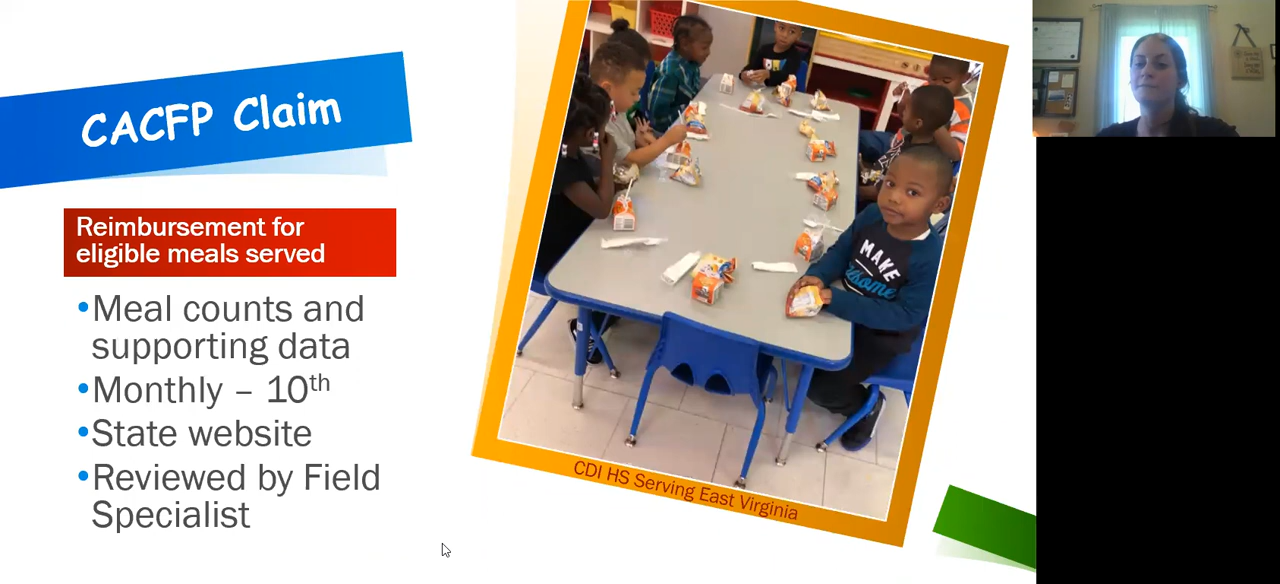 CACFP Claim
Reimbursement for
eligible meals served
•Meal counts and
supporting data
•Monthly – 10th
•State website
•Reviewed by Field
Specialist
MAKE
CDI HS Serving East Virginia